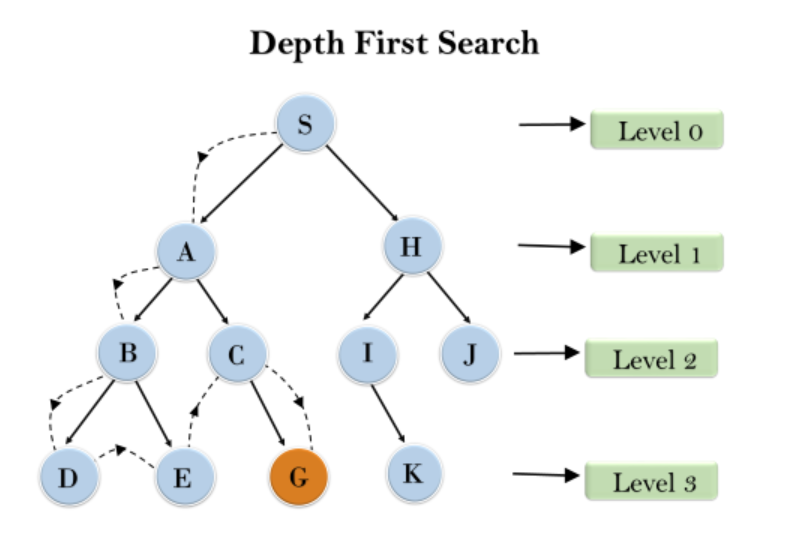 Depth First Search
S
Level 0
A
H
Level 1
B
C
I
J
Level 2
D
E
G
K
Level 3